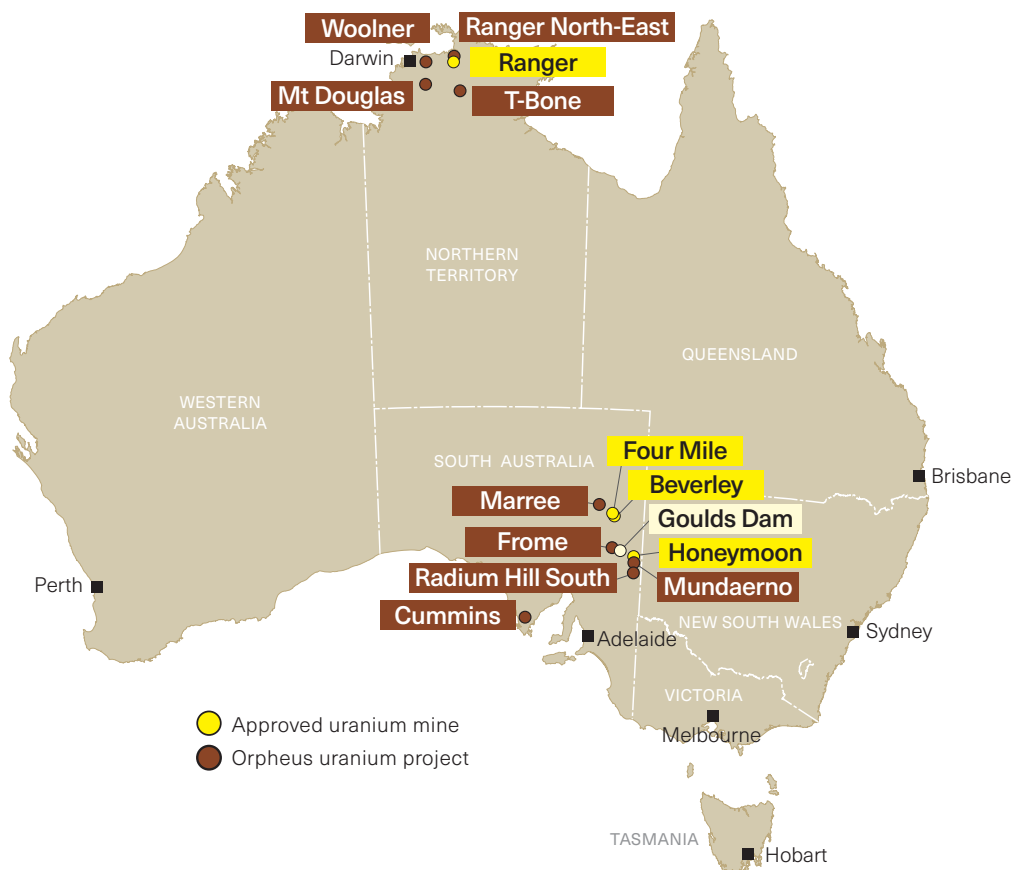 Woolner
Ranger North-East
Darwin
Ranger
Mt Douglas
T-Bone
NORTHERN
TERRITORY
QUEENSLAND
WESTERN
AUSTRALIA
Four Mile
SOUTH AUSTRALIA
Beverley
Brisbane
Marree
Goulds Dam
Frome
Honeymoon
Radium Hill South
Perth
Mundaerno
Cummins
NEW SOUTH WALES
Sydney
Adelaide
VICTORIA
Approved uranium mine
Melbourne
Orpheus uranium project
TASMANIA
Hobart